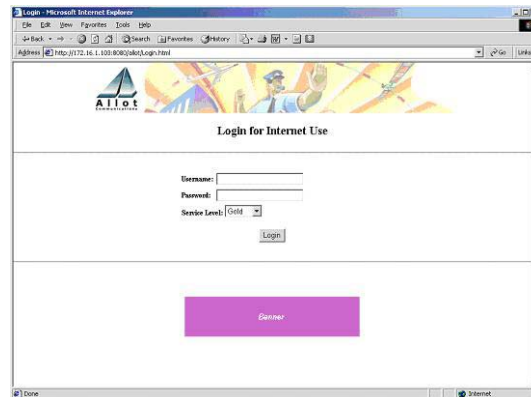 Login - Microsoft Internet Explorer
File Edit View Favorites Tools Help
Back Search Favorites History
Address http://172.16.1.103:8080/allot/Login.html Go Links
Allot
Communications
Login for Internet Use
Username:
Password:
Service Level: Gold
Login
Banner
Done Internet